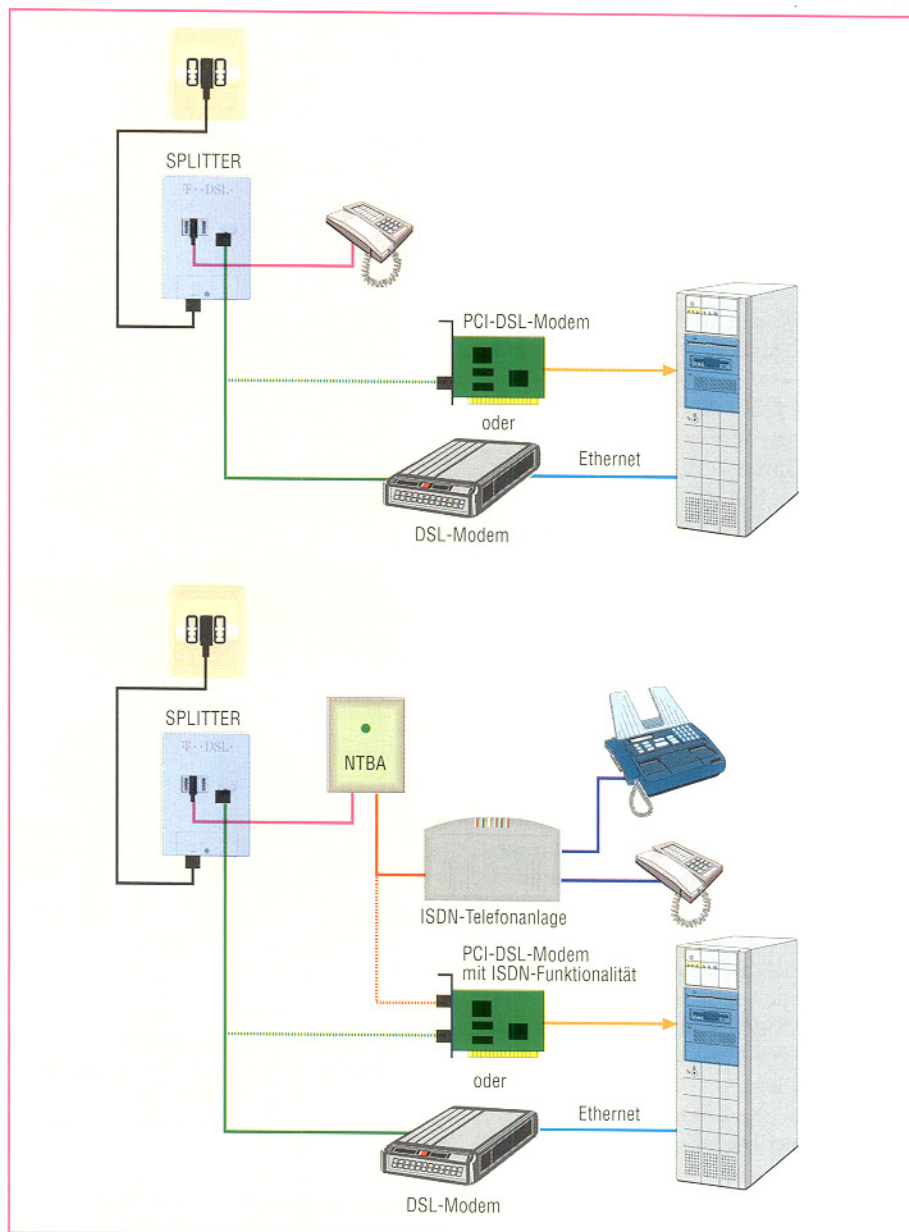 SPLITTER
T··DSL·
PCI-DSL-Modem
oder
Ethernet
DSL-Modem
SPLITTER
T··DSL·
NTBA
ISDN-Telefonanlage
PCI-DSL-Modem
mit ISDN-Funktionalität
oder
Ethernet
DSL-Modem